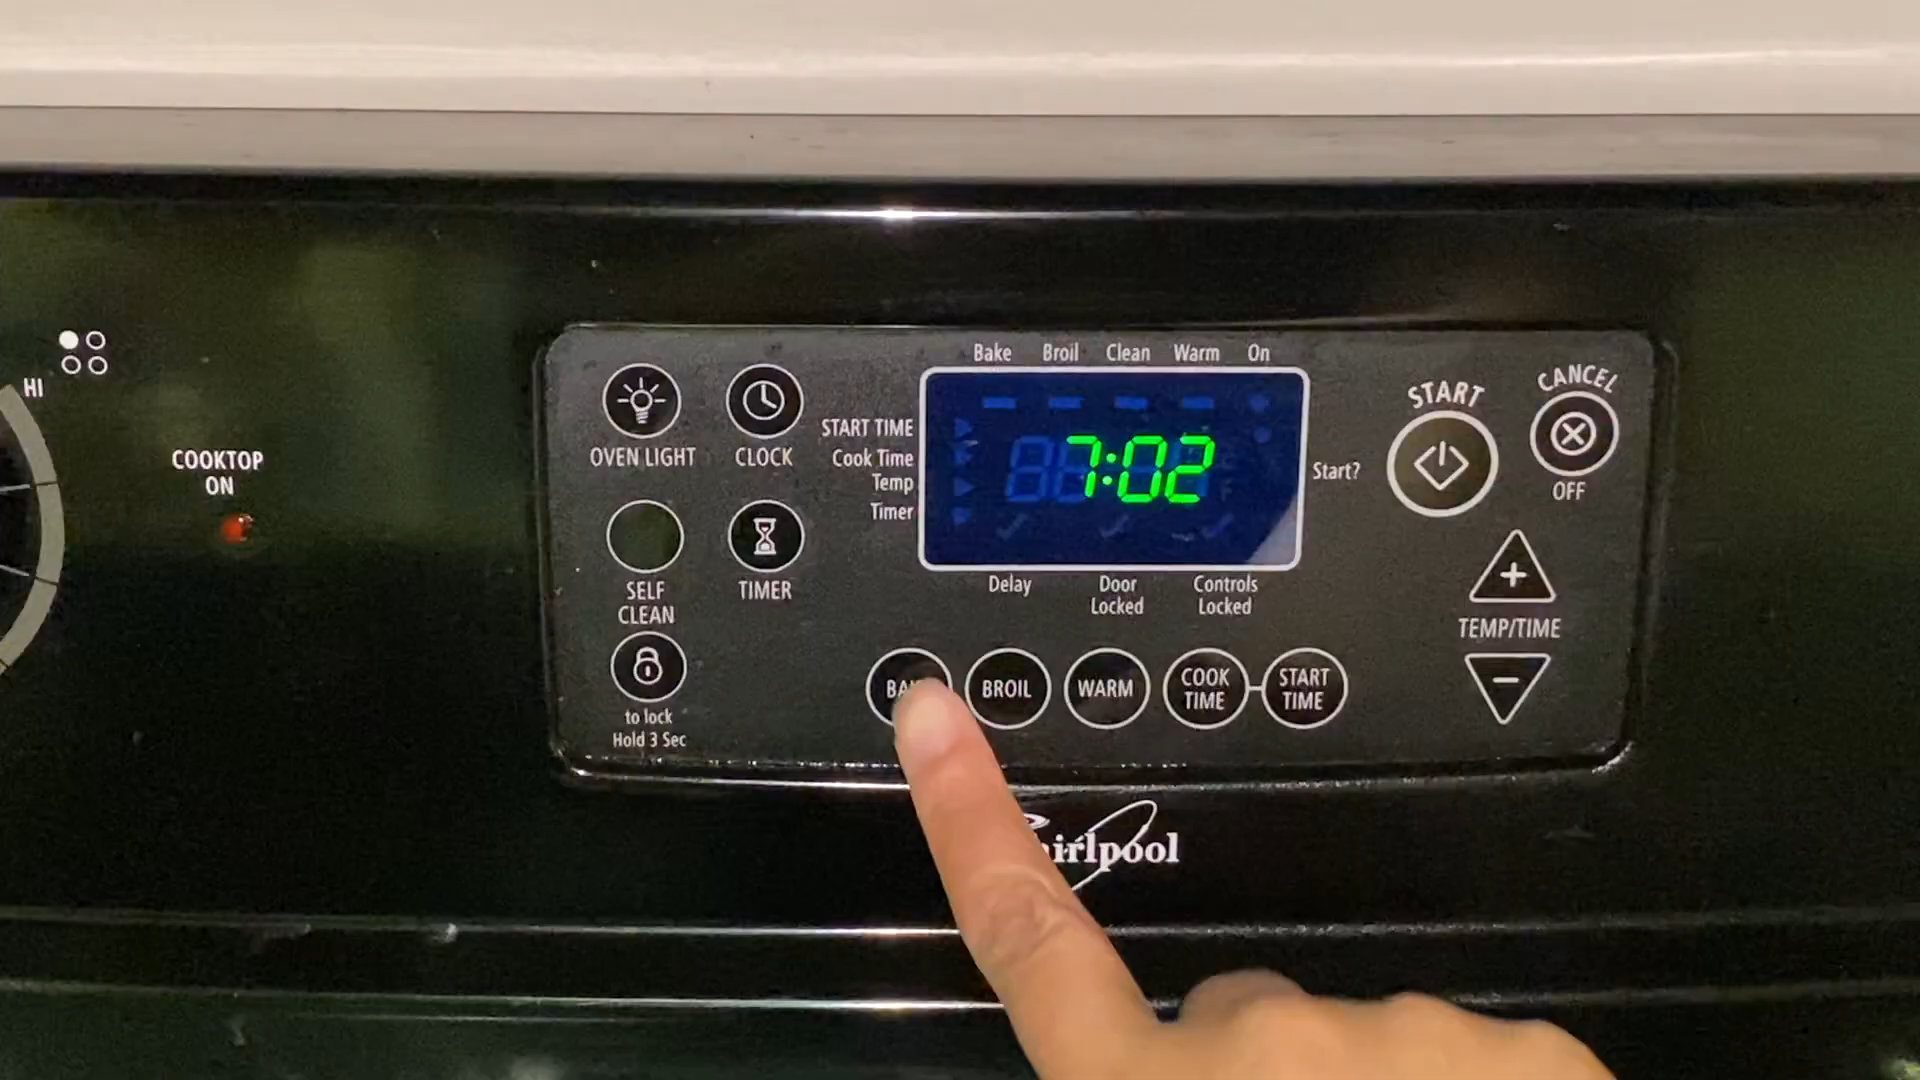 HI
COOKTOP
ON
OVEN LIGHT
CLOCK
SELF
CLEAN
TIMER
to lock
Hold 3 Sec
Bake Broil Clean Warm On
START TIME
Cook Time
Temp
Timer
7:02
Start?
Delay
Door
Locked
Controls
Locked
BROIL
WARM
COOK
TIME
START
TIME
START
CANCEL
OFF
TEMP/TIME